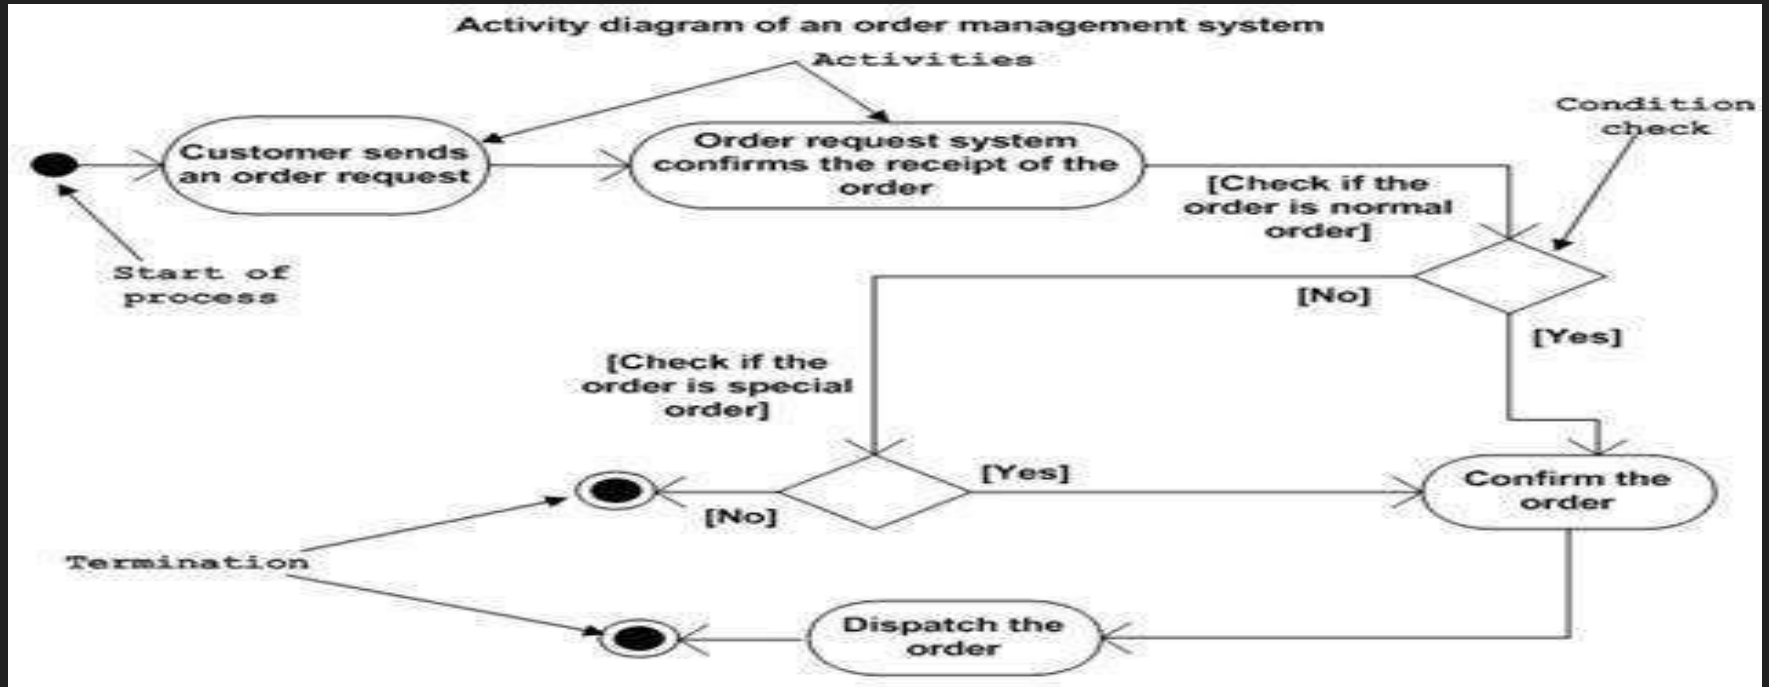 Activity diagram of an order management system
Activities
Condition
check
Customer sends
an order request
Order request system
confirms the receipt of the
order
[Check if the
order is normal
order]
Start of
process
[No]
[Yes]
[Check if the
order is special
order]
[Yes]
[No]
Confirm the
order
Termination
Dispatch the
order